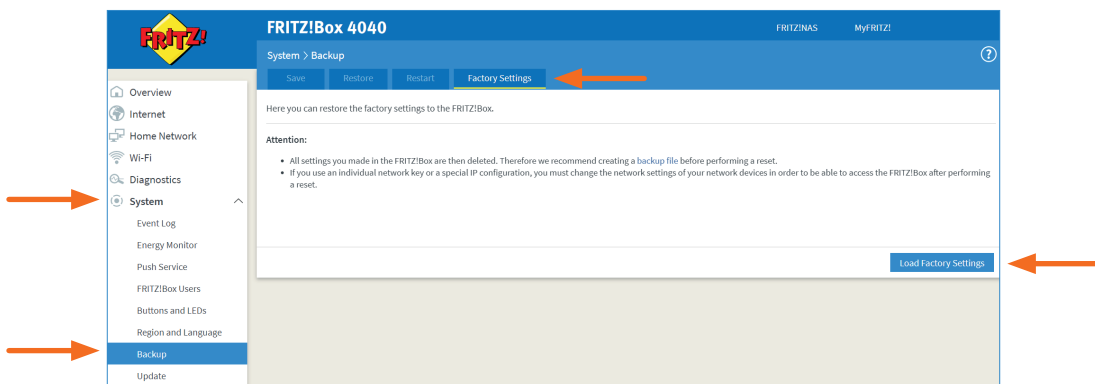 FRITZ!
FRITZ!Box 4040
FRITZ!NAS
MyFRITZ!
System > Backup
?
Save
Restore
Restart
Factory Settings
Overview
Internet
Home Network
Wi-Fi
Diagnostics
System
Event Log
Energy Monitor
Push Service
FRITZ!Box Users
Buttons and LEDs
Region and Language
Backup
Update
Here you can restore the factory settings to the FRITZ!Box.
Attention:
• All settings you made in the FRITZ!Box are then deleted. Therefore we recommend creating a backup file before performing a reset.
• If you use an individual network key or a special IP configuration, you must change the network settings of your network devices in order to be able to access the FRITZ!Box after performing
a reset.
Load Factory Settings